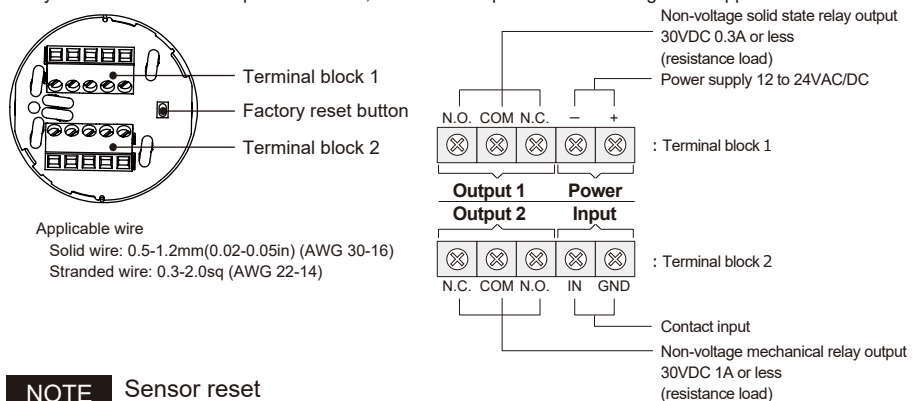 Terminal block 1
Factory reset button
Terminal block 2
Applicable wire
Solid wire: 0.5-1.2mm(0.02-0.05in) (AWG 30-16)
Stranded wire: 0.3-2.0sq (AWG 22-14)
Non-voltage solid state relay output
30VDC 0.3A or less
(resistance load)
Power supply 12 to 24VAC/DC
N.O. COM N.C. – +
: Terminal block 1
Output 1 Power
Output 2 Input
: Terminal block 2
N.C. COM N.O. IN GND
Contact input
Non-voltage mechanical relay output
30VDC 1A or less
(resistance load)
NOTE Sensor reset